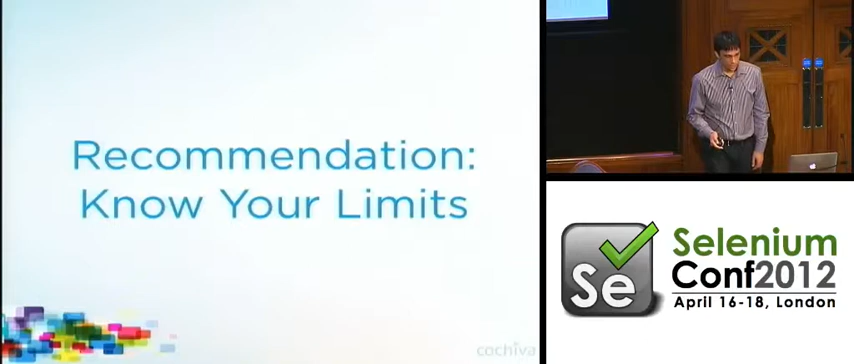 Recommendation:
Know Your Limits
cochiva
Se
Selenium
Conf2012
April 16-18, London